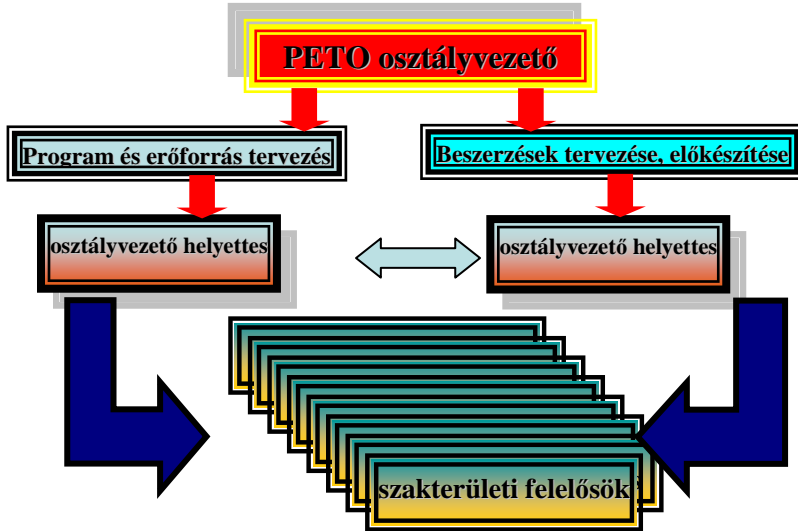 PETO osztályvezető
Program és erőforrás tervezés
Beszerzések tervezése, előkészítése
osztályvezető helyettes
osztályvezető helyettes
szakterületi felelősök